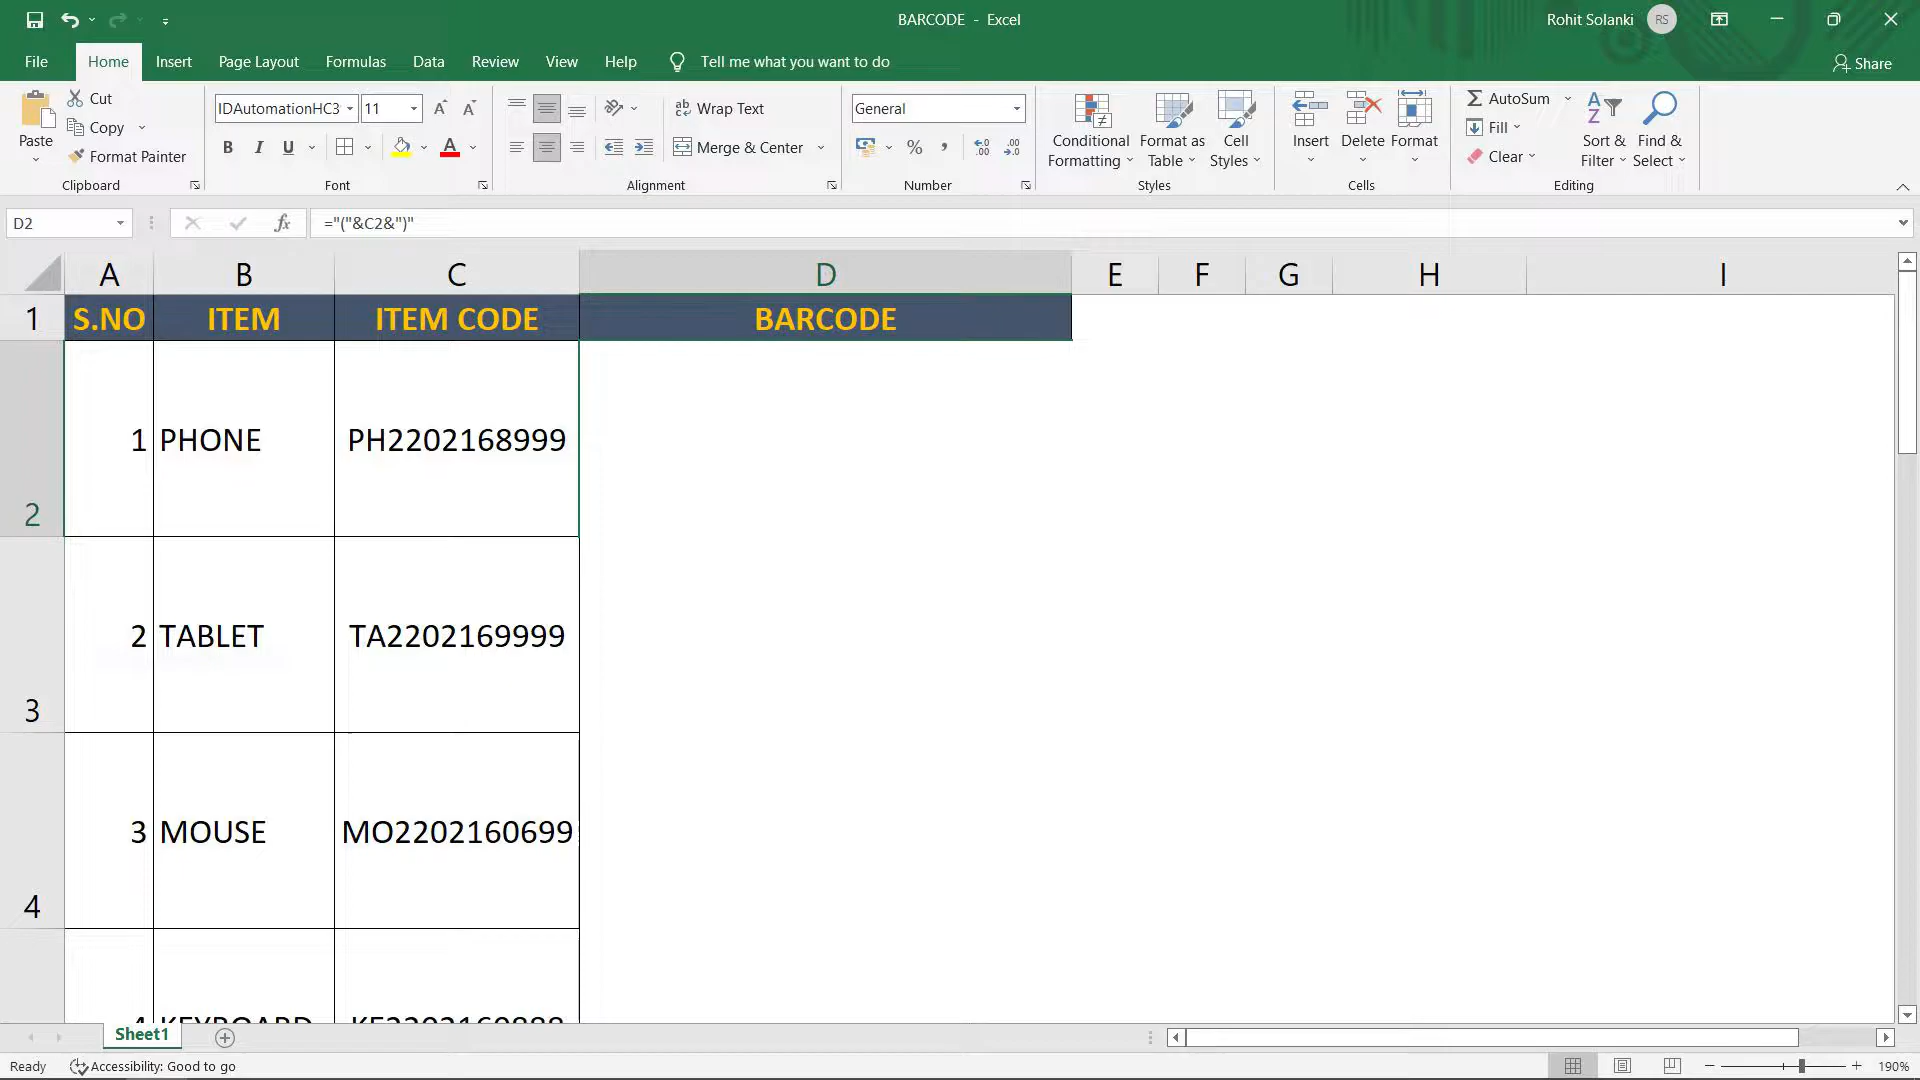 BARCODE - Excel
Rohit Solanki
RS
File Home Insert Page Layout Formulas Data Review View Help Tell me what you want to do
Share
Paste
Cut
Copy
Format Painter
Clipboard
IDAutomationHC3 11
B I U
Font
Wrap Text
Merge & Center
Alignment
General
Number
Conditional Formatting
Format as Table
Cell Styles
Styles
Insert
Delete
Format
Cells
AutoSum
Fill
Clear
Sort & Filter
Find & Select
Editing
D2 fx ="("&C2&")"
A B C D E F G H I
1 S.NO ITEM ITEM CODE BARCODE
2 1 PHONE PH2202168999
3 2 TABLET TA2202169999
4 3 MOUSE MO2202160699
Sheet1
Ready Accessibility: Good to go 190%